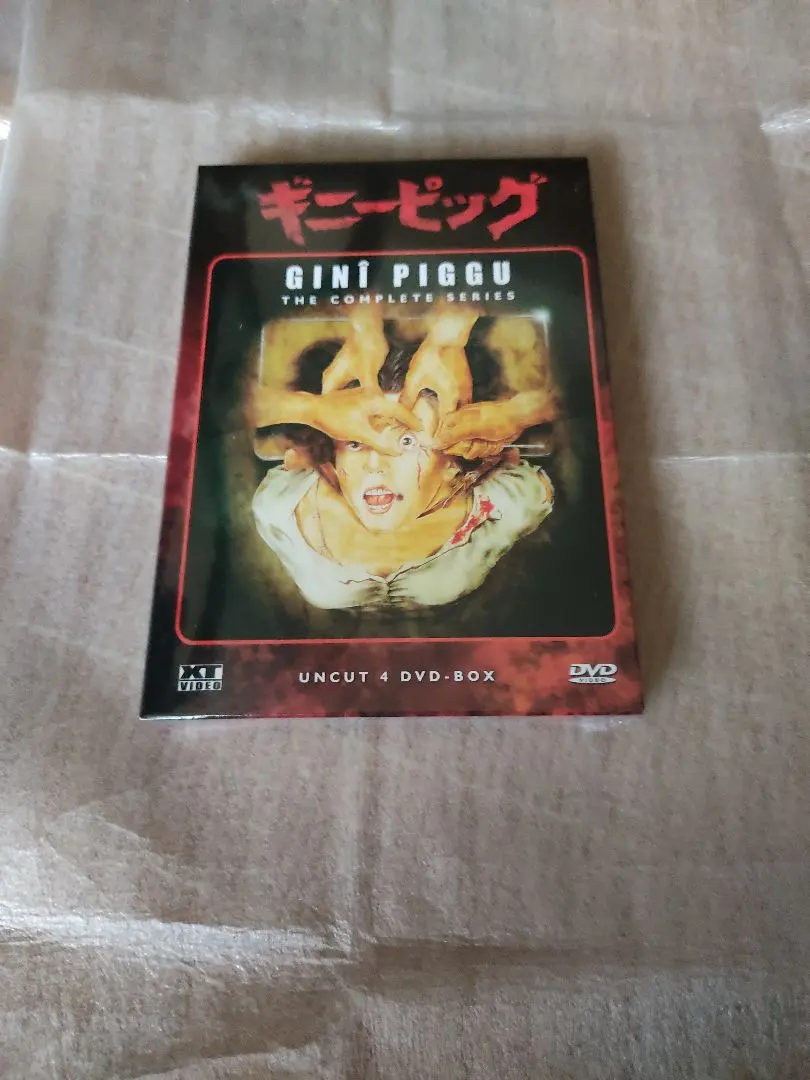 ギニーピッグ
GINÎ PIGGU
THE COMPLETE SERIES
XT
VIDEO
UNCUT 4 DVD-BOX
DVD
VIDEO